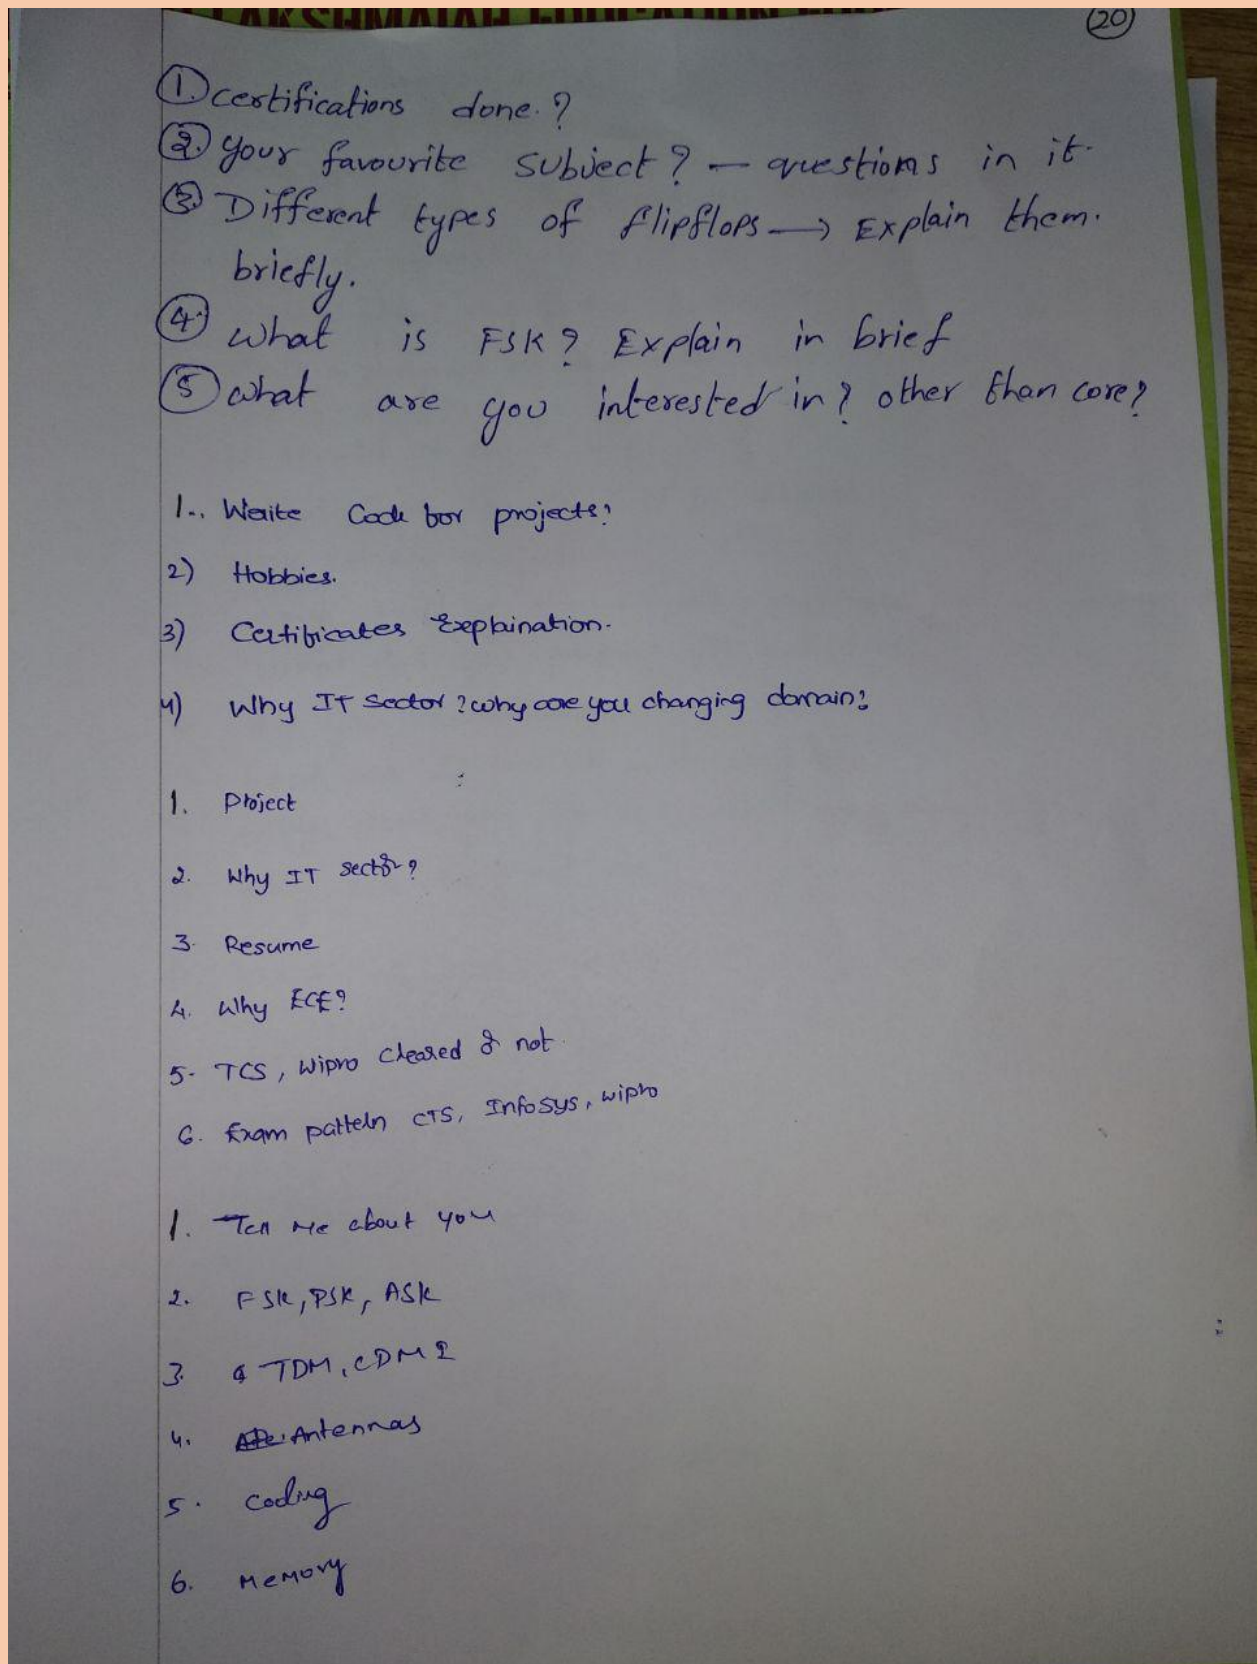 LAKSHMAIAH EDUCATION
20
1. certifications done.?
2. your favourite subject? — questions in it.
3. Different types of flipflops → Explain them.
briefly.
4. what is FSK? Explain in brief
5 what are you interested in? other than core?
1.. Write Code for projects?
2) Hobbies.
3) Certificates Explaination.
4) Why IT sector? why are you changing domain?
1. Project
2. Why IT sector?
3. Resume
4. Why ECE?
5. TCS, Wipro Cleared or not.
6. Exam pattern CTS, Infosys, wipro
1. Tell me about you
2. FSK, PSK, ASK
3. TDM, CDM?
4. Antennas
5. coding
6. Memory